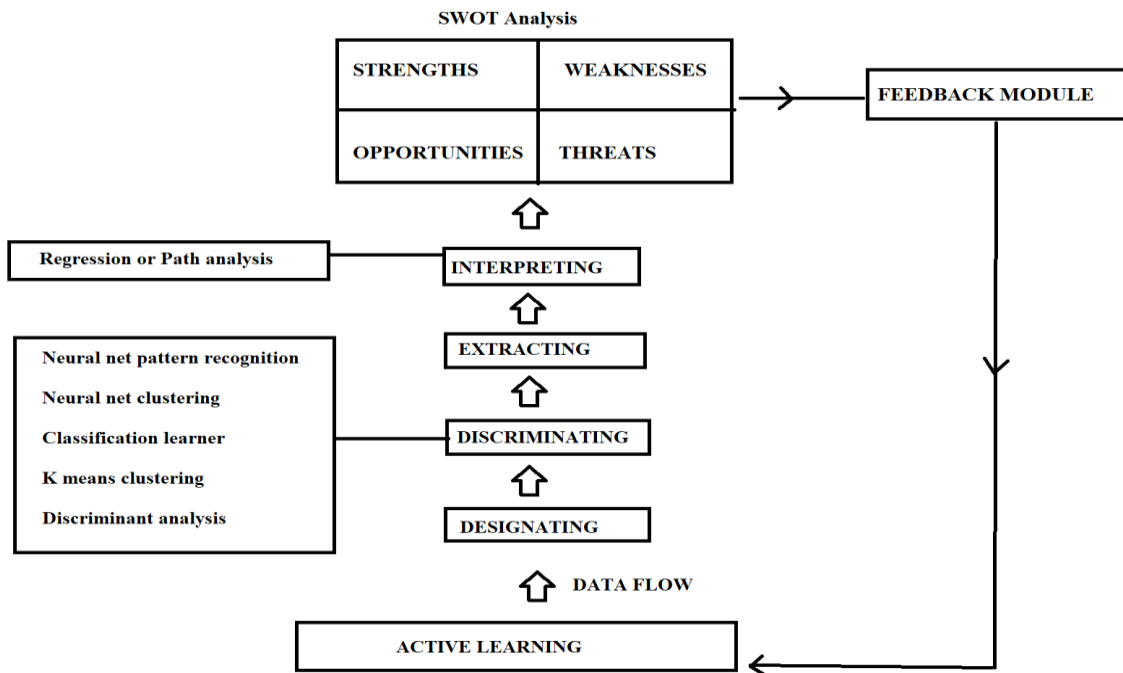 SWOT Analysis
STRENGTHS
WEAKNESSES
OPPORTUNITIES
THREATS
FEEDBACK MODULE
Regression or Path analysis
INTERPRETING
EXTRACTING
Neural net pattern recognition
Neural net clustering
Classification learner
K means clustering
Discriminant analysis
DISCRIMINATING
DESIGNATING
DATA FLOW
ACTIVE LEARNING